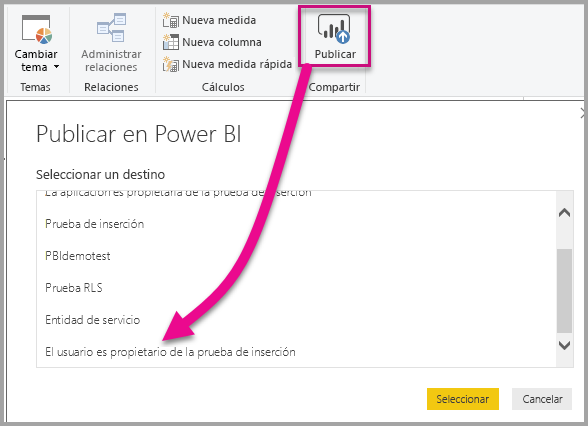 Cambiar
tema
Administrar
relaciones
Nueva medida
Nueva columna
Nueva medida rápida
Publicar
Temas
Relaciones
Cálculos
Compartir
Publicar en Power BI
Seleccionar un destino
La aplicación es propietaria de la prueba de inserción
Prueba de inserción
PBIdemotest
Prueba RLS
Entidad de servicio
El usuario es propietario de la prueba de inserción
Seleccionar
Cancelar